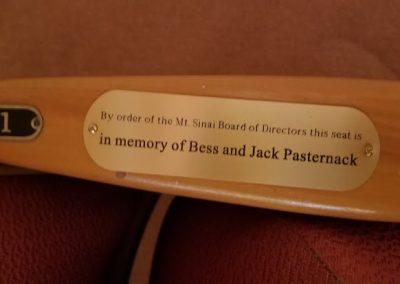 1
By order of the Mt. Sinai Board of Directors this seat is
in memory of Bess and Jack Pasternack